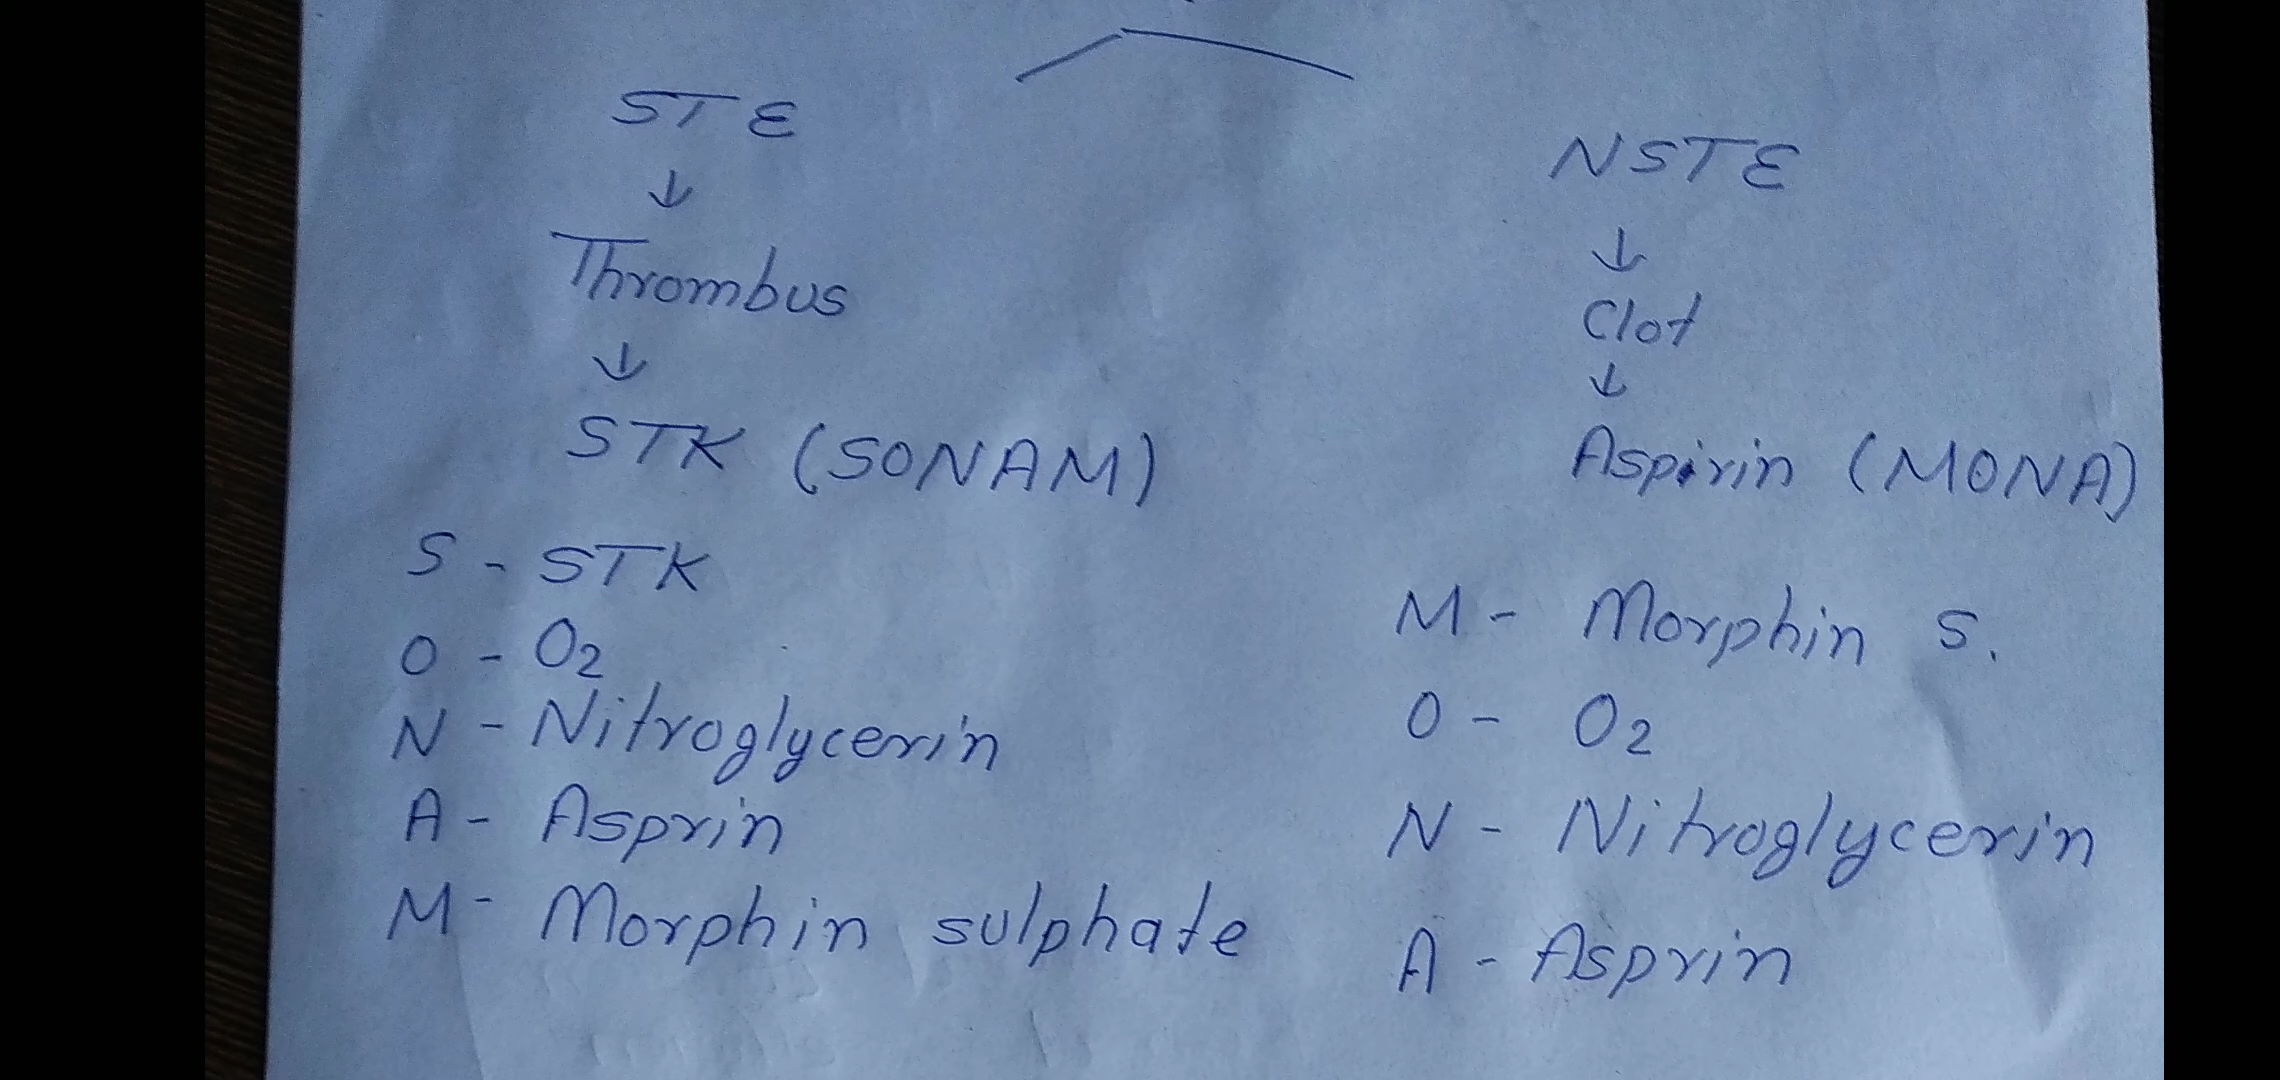 STE
↓
Thrombus
↓
STK (SONAM)
S - STK
O - O2
N - Nitroglycerin
A - Asprin
M - Morphin sulphate
NSTE
↓
Clot
↓
Aspirin (MONA)
M - Morphin S.
O - O2
N - Nitroglycerin
A - Asprin